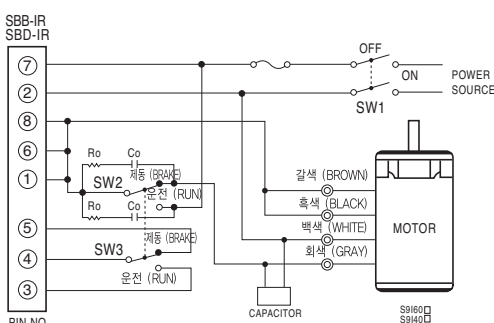 SBB-IR
SBD-IR
7
2
8
6
1
5
4
3
PIN NO
OFF
ON
POWER
SOURCE
SW1
Ro
Co
제동 (BRAKE)
SW2
운전 (RUN)
Ro
Co
제동 (BRAKE)
SW3
운전 (RUN)
갈색 (BROWN)
흑색 (BLACK)
백색 (WHITE)
회색 (GRAY)
MOTOR
CAPACITOR
S9I60□
S9I40□